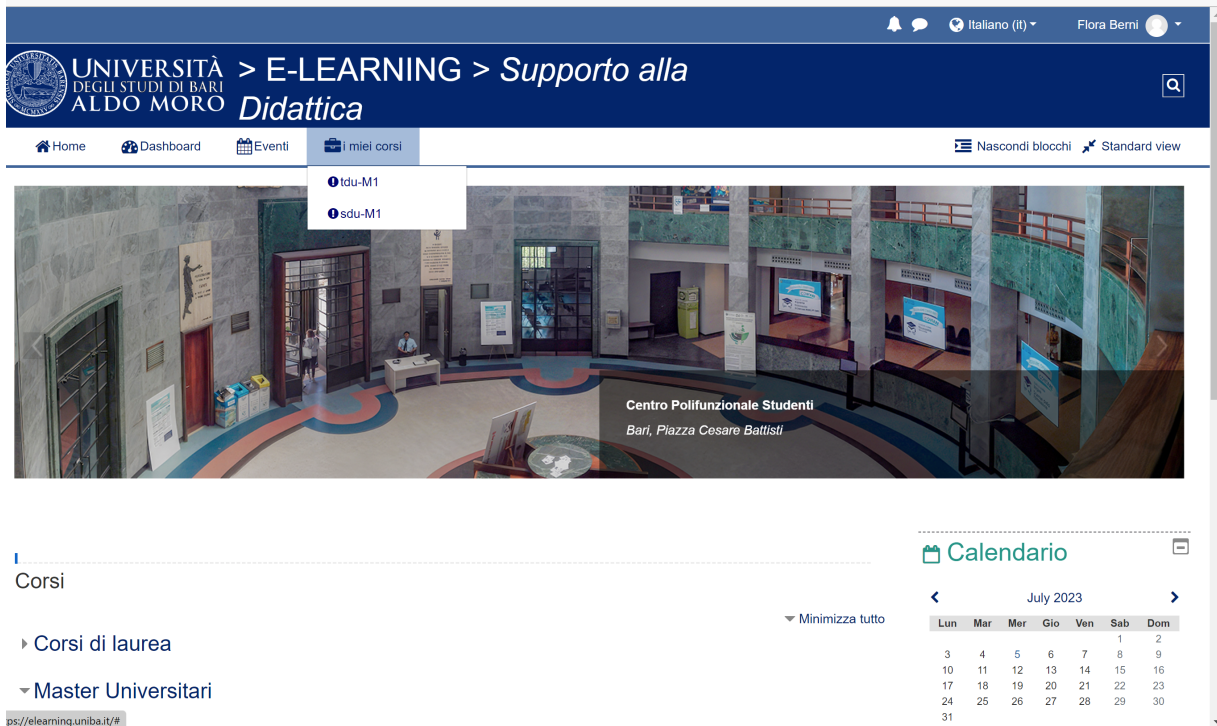 Italiano (it)
Flora Berni
UNIVERSITÀ
DEGLI STUDI DI BARI
ALDO MORO
> E-LEARNING > Supporto alla
Didattica
Home
Dashboard
Eventi
i miei corsi
Nascondi blocchi
Standard view
tdu-M1
sdu-M1
Centro Polifunzionale Studenti
Bari, Piazza Cesare Battisti
Corsi
Minimizza tutto
Corsi di laurea
Master Universitari
Calendario
July 2023
Lun Mar Mer Gio Ven Sab Dom
1 2
3 4 5 6 7 8 9
10 11 12 13 14 15 16
17 18 19 20 21 22 23
24 25 26 27 28 29 30
31
ps://elearning.uniba.it/#